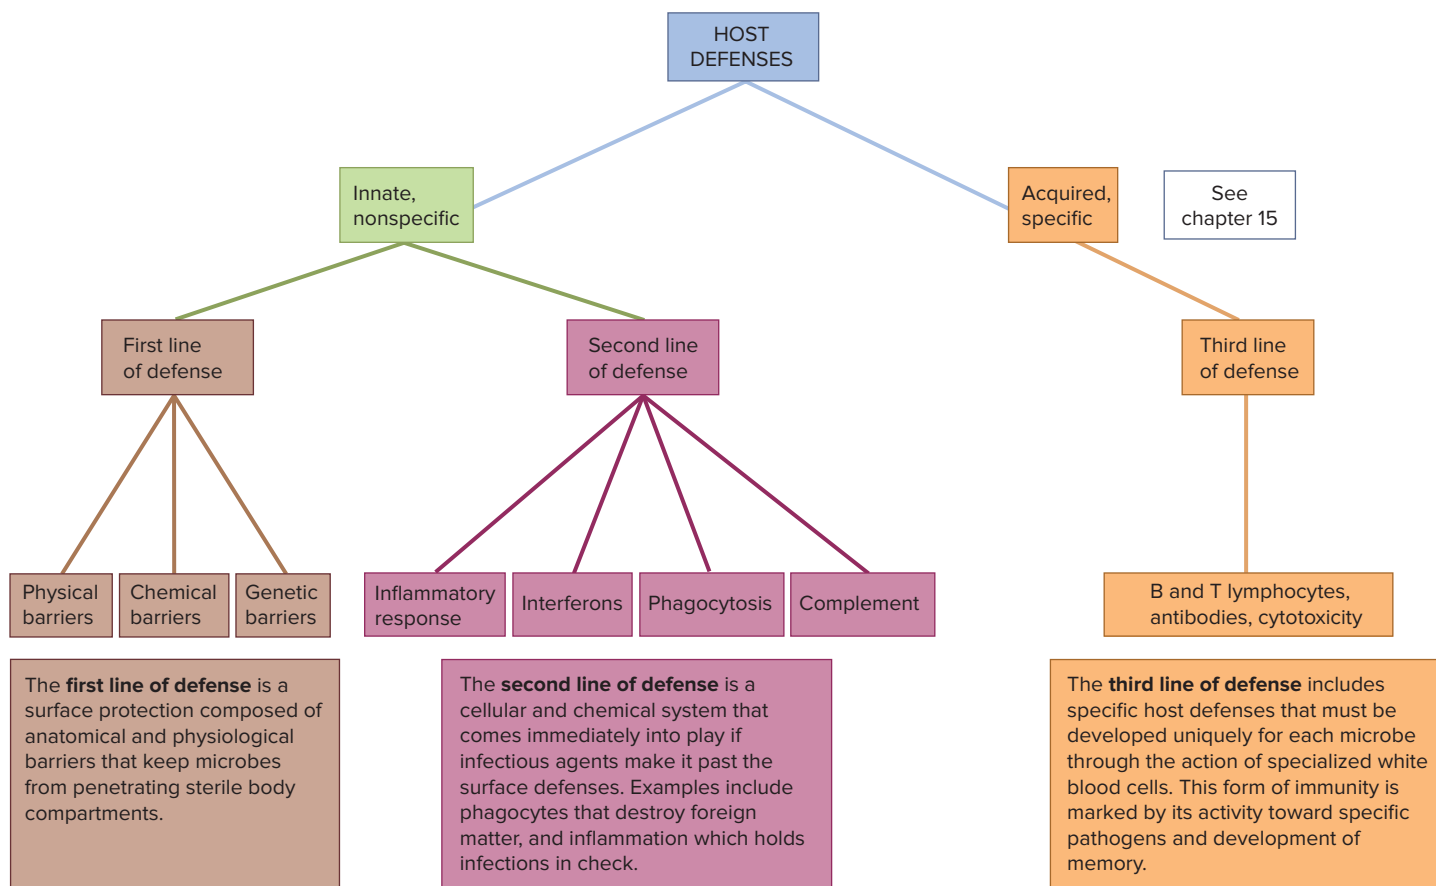 HOST
DEFENSES
Innate,
nonspecific
Acquired,
specific
See
chapter 15
First line
of defense
Second line
of defense
Third line
of defense
Physical
barriers
Chemical
barriers
Genetic
barriers
Inflammatory
response
Interferons
Phagocytosis
Complement
B and T lymphocytes,
antibodies, cytotoxicity
The first line of defense is a
surface protection composed of
anatomical and physiological
barriers that keep microbes
from penetrating sterile body
compartments.
The second line of defense is a
cellular and chemical system that
comes immediately into play if
infectious agents make it past the
surface defenses. Examples include
phagocytes that destroy foreign
matter, and inflammation which holds
infections in check.
The third line of defense includes
specific host defenses that must be
developed uniquely for each microbe
through the action of specialized white
blood cells. This form of immunity is
marked by its activity toward specific
pathogens and development of
memory.